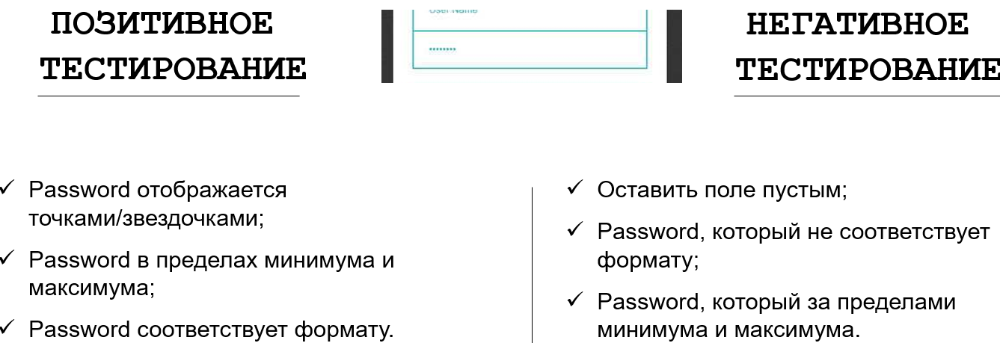 ПОЗИТИВНОЕ
ТЕСТИРОВАНИЕ
User Name
НЕГАТИВНОЕ
ТЕСТИРОВАНИЕ
Password отображается
точками/звездочками;
Password в пределах минимума и
максимума;
Password соответствует формату.
Оставить поле пустым;
Password, который не соответствует
формату;
Password, который за пределами
минимума и максимума.